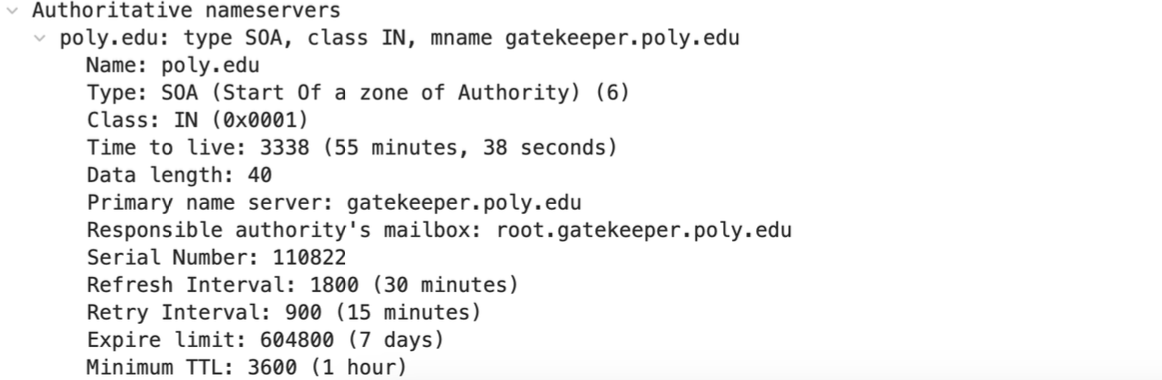 Authoritative nameservers
poly.edu: type SOA, class IN, mname gatekeeper.poly.edu
Name: poly.edu
Type: SOA (Start Of a zone of Authority) (6)
Class: IN (0x0001)
Time to live: 3338 (55 minutes, 38 seconds)
Data length: 40
Primary name server: gatekeeper.poly.edu
Responsible authority's mailbox: root.gatekeeper.poly.edu
Serial Number: 110822
Refresh Interval: 1800 (30 minutes)
Retry Interval: 900 (15 minutes)
Expire limit: 604800 (7 days)
Minimum TTL: 3600 (1 hour)